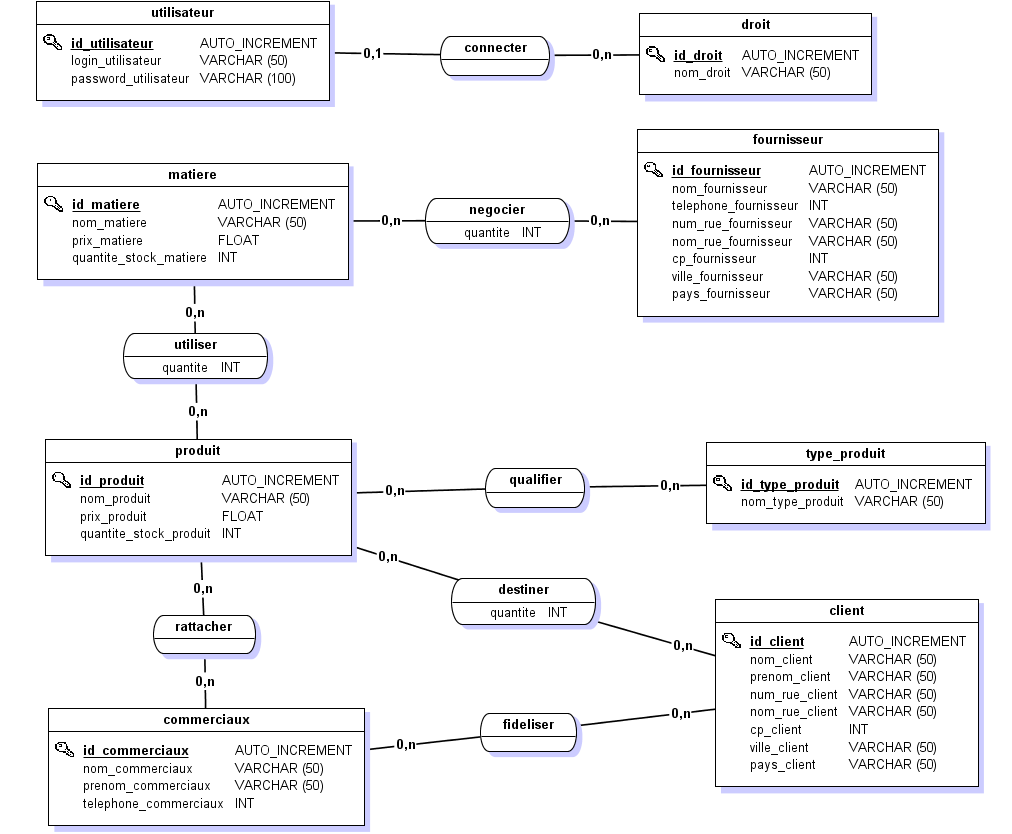 utilisateur
id_utilisateur AUTO_INCREMENT
login_utilisateur VARCHAR (50)
password_utilisateur VARCHAR (100)
0,1
connecter
0,n
droit
id_droit AUTO_INCREMENT
nom_droit VARCHAR (50)
matiere
id_matiere AUTO_INCREMENT
nom_matiere VARCHAR (50)
prix_matiere FLOAT
quantite_stock_matiere INT
0,n
negocier
quantite INT
0,n
fournisseur
id_fournisseur AUTO_INCREMENT
nom_fournisseur VARCHAR (50)
telephone_fournisseur INT
num_rue_fournisseur VARCHAR (50)
nom_rue_fournisseur VARCHAR (50)
cp_fournisseur INT
ville_fournisseur VARCHAR (50)
pays_fournisseur VARCHAR (50)
0,n
utiliser
quantite INT
0,n
produit
id_produit AUTO_INCREMENT
nom_produit VARCHAR (50)
prix_produit FLOAT
quantite_stock_produit INT
0,n
qualifier
0,n
type_produit
id_type_produit AUTO_INCREMENT
nom_type_produit VARCHAR (50)
0,n
destiner
quantite INT
0,n
client
id_client AUTO_INCREMENT
nom_client VARCHAR (50)
prenom_client VARCHAR (50)
num_rue_client VARCHAR (50)
nom_rue_client VARCHAR (50)
cp_client INT
ville_client VARCHAR (50)
pays_client VARCHAR (50)
0,n
rattacher
0,n
commerciaux
id_commerciaux AUTO_INCREMENT
nom_commerciaux VARCHAR (50)
prenom_commerciaux VARCHAR (50)
telephone_commerciaux INT
0,n
fideliser
0,n